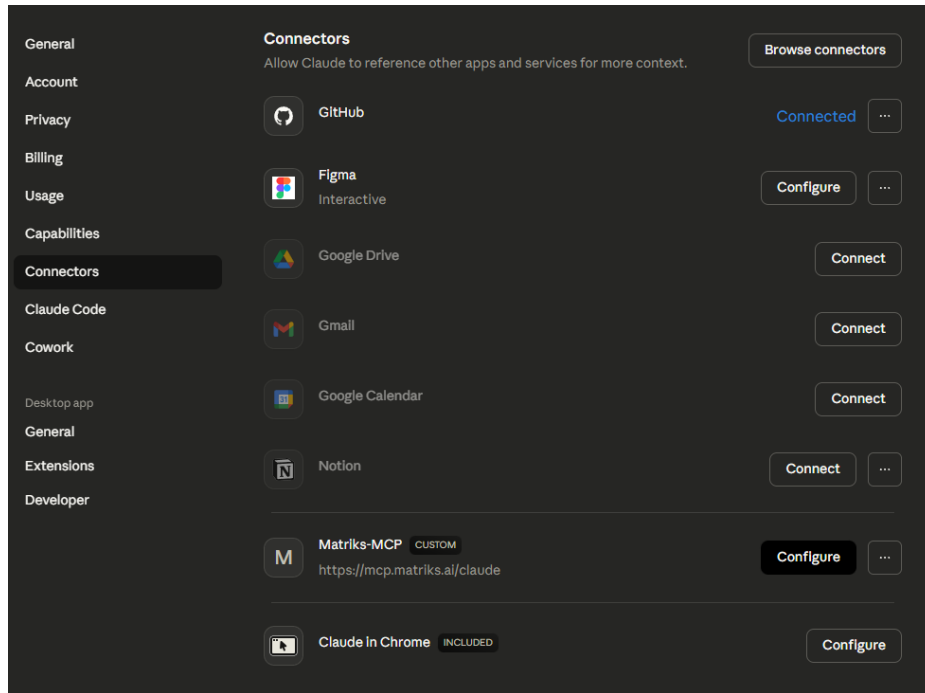 General
Account
Privacy
Billing
Usage
Capabilities
Connectors
Claude Code
Cowork
Desktop app
General
Extensions
Developer
Connectors
Allow Claude to reference other apps and services for more context.
Browse connectors
GitHub
Connected
...
Figma
Interactive
Configure
...
Google Drive
Connect
Gmail
Connect
31
Google Calendar
Connect
Notion
Connect
...
M
Matriks-MCP CUSTOM
https://mcp.matriks.ai/claude
Configure
...
Claude in Chrome INCLUDED
Configure